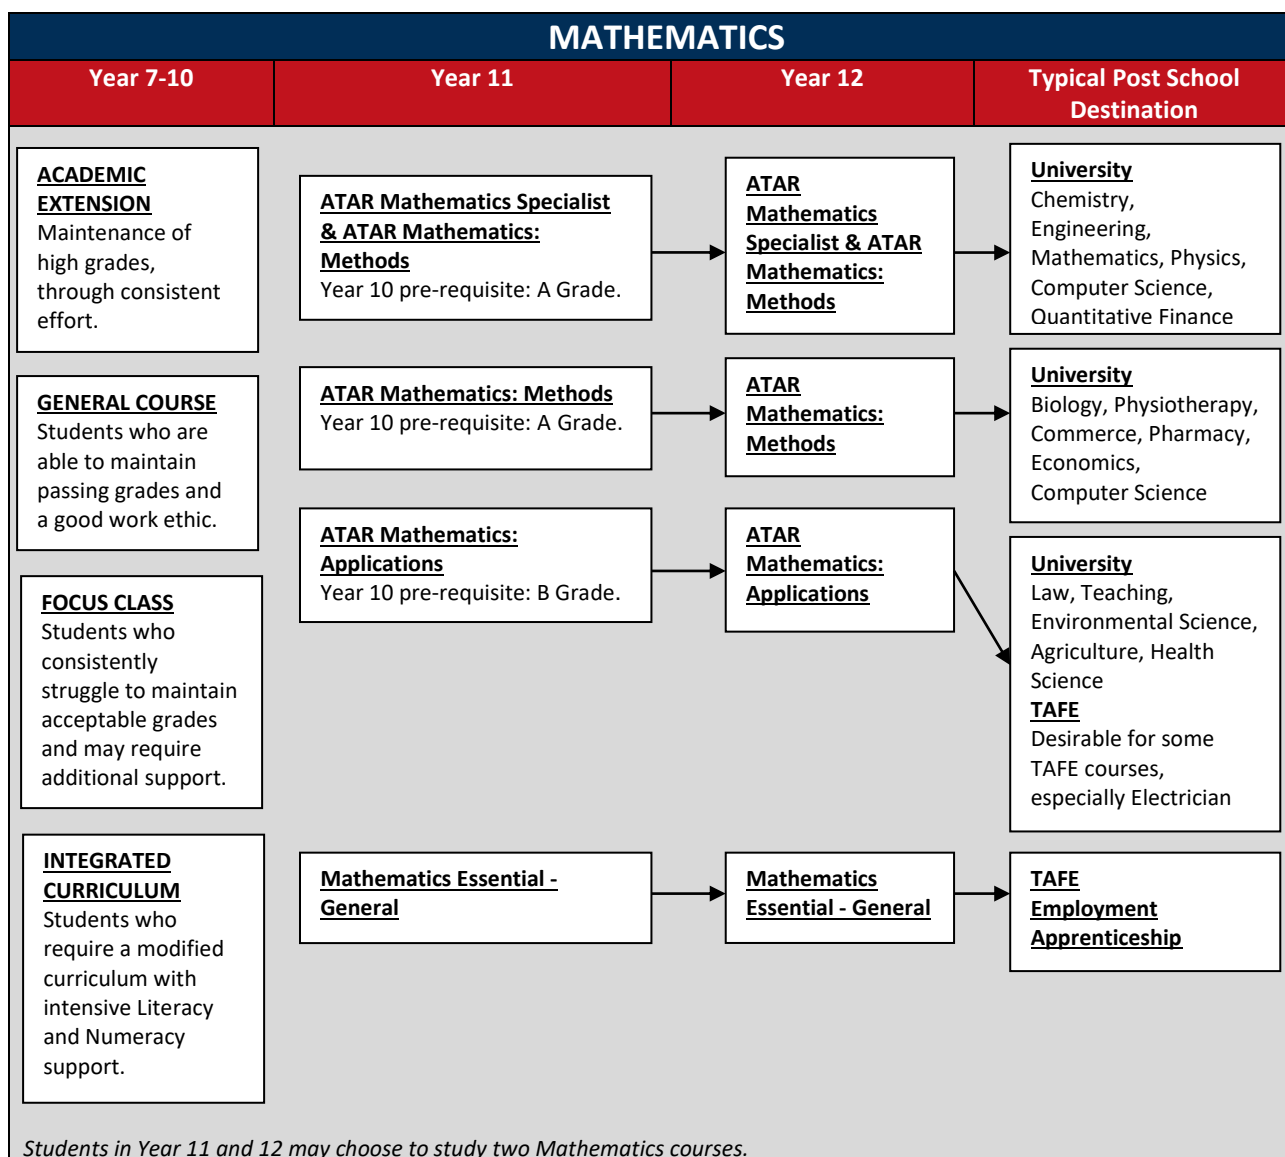 MATHEMATICS
Year 7-10
Year 11
Year 12
Typical Post School
Destination
ACADEMIC
EXTENSION
Maintenance of
high grades,
through consistent
effort.
GENERAL COURSE
Students who are
able to maintain
passing grades and
a good work ethic.
FOCUS CLASS
Students who
consistently
struggle to maintain
acceptable grades
and may require
additional support.
INTEGRATED
CURRICULUM
Students who
require a modified
curriculum with
intensive Literacy
and Numeracy
support.
ATAR Mathematics Specialist
& ATAR Mathematics:
Methods
Year 10 pre-requisite: A Grade.
ATAR Mathematics: Methods
Year 10 pre-requisite: A Grade.
ATAR Mathematics:
Applications
Year 10 pre-requisite: B Grade.
Mathematics Essential -
General
ATAR
Mathematics
Specialist & ATAR
Mathematics:
Methods
ATAR
Mathematics:
Methods
ATAR
Mathematics:
Applications
Mathematics
Essential - General
University
Chemistry,
Engineering,
Mathematics, Physics,
Computer Science,
Quantitative Finance
University
Biology, Physiotherapy,
Commerce, Pharmacy,
Economics,
Computer Science
University
Law, Teaching,
Environmental Science,
Agriculture, Health
Science
TAFE
Desirable for some
TAFE courses,
especially Electrician
TAFE
Employment
Apprenticeship
Students in Year 11 and 12 may choose to study two Mathematics courses.